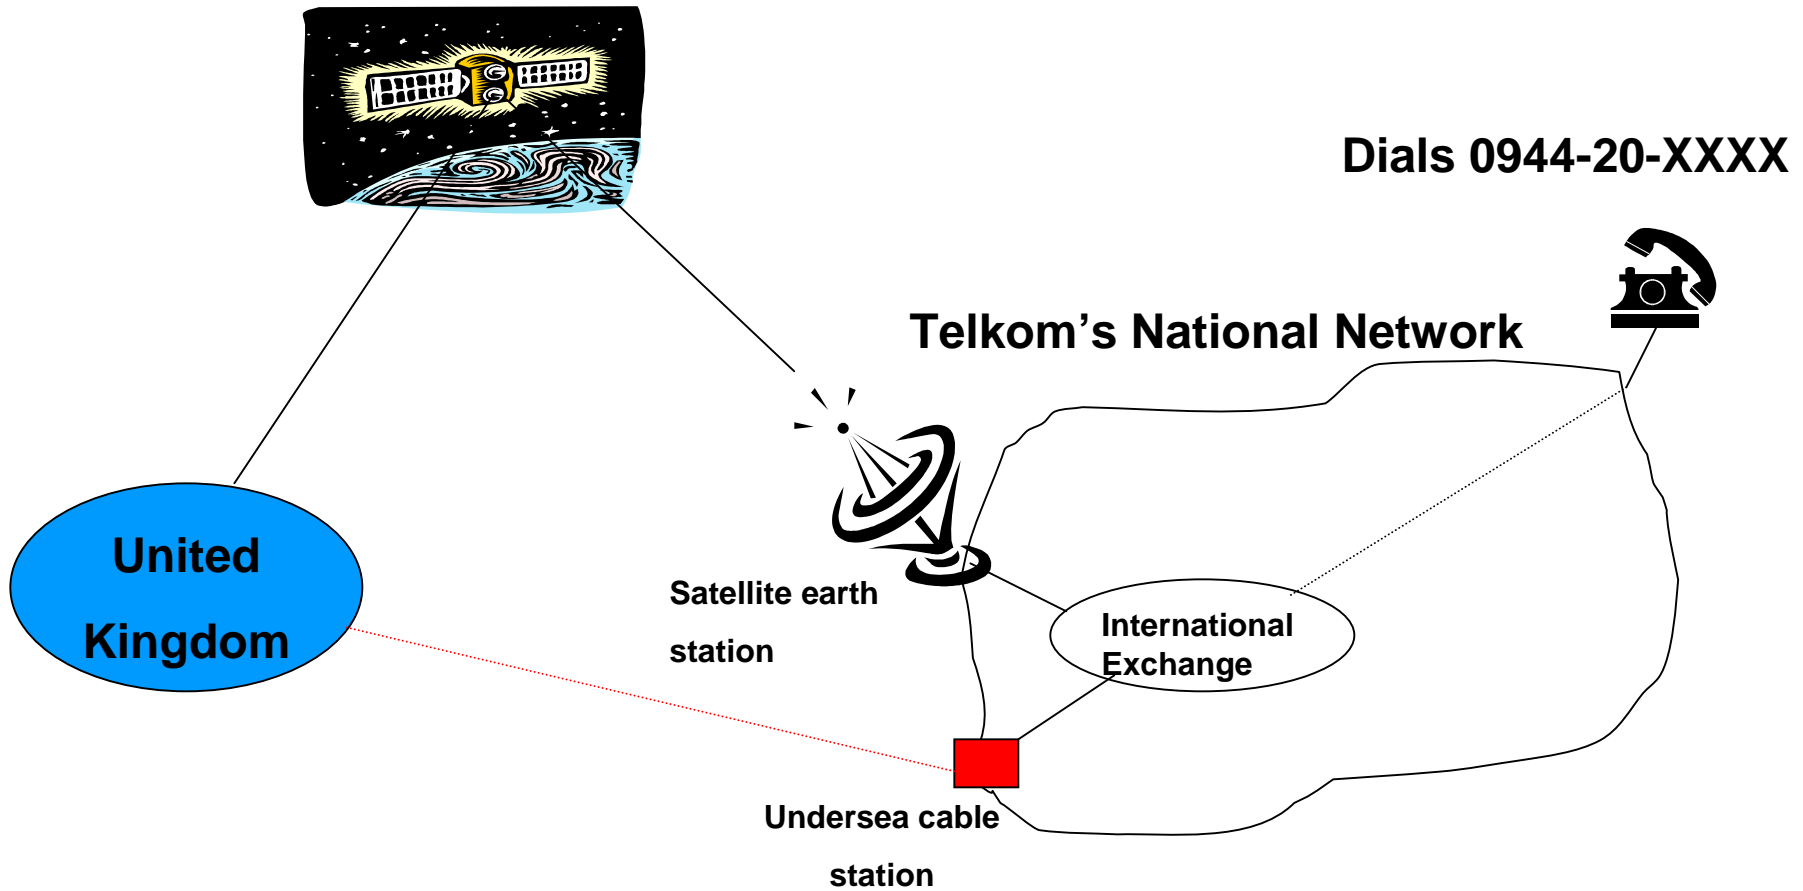 Dials 0944-20-XXXX
Telkom’s National Network
United
Kingdom
Satellite earth
station
International
Exchange
Undersea cable
station